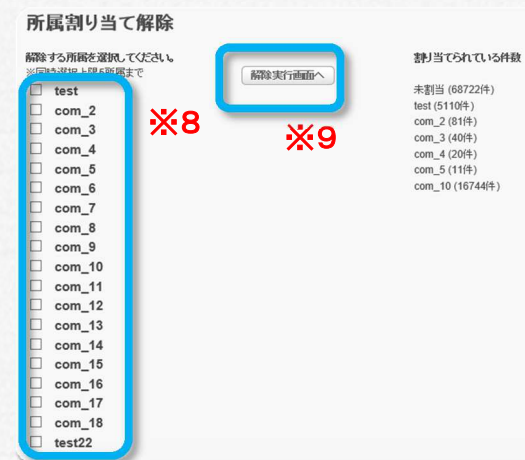 所属割り当て解除
解除する所属を選択してください。
※同時選択上限5所属まで
test
com_2
com_3
com_4
com_5
com_6
com_7
com_8
com_9
com_10
com_11
com_12
com_13
com_14
com_15
com_16
com_17
com_18
test22
※8
解除実行画面へ
※9
割り当てられている件数
未割当 (68722件)
test (5110件)
com_2 (81件)
com_3 (40件)
com_4 (20件)
com_5 (11件)
com_10 (16744件)